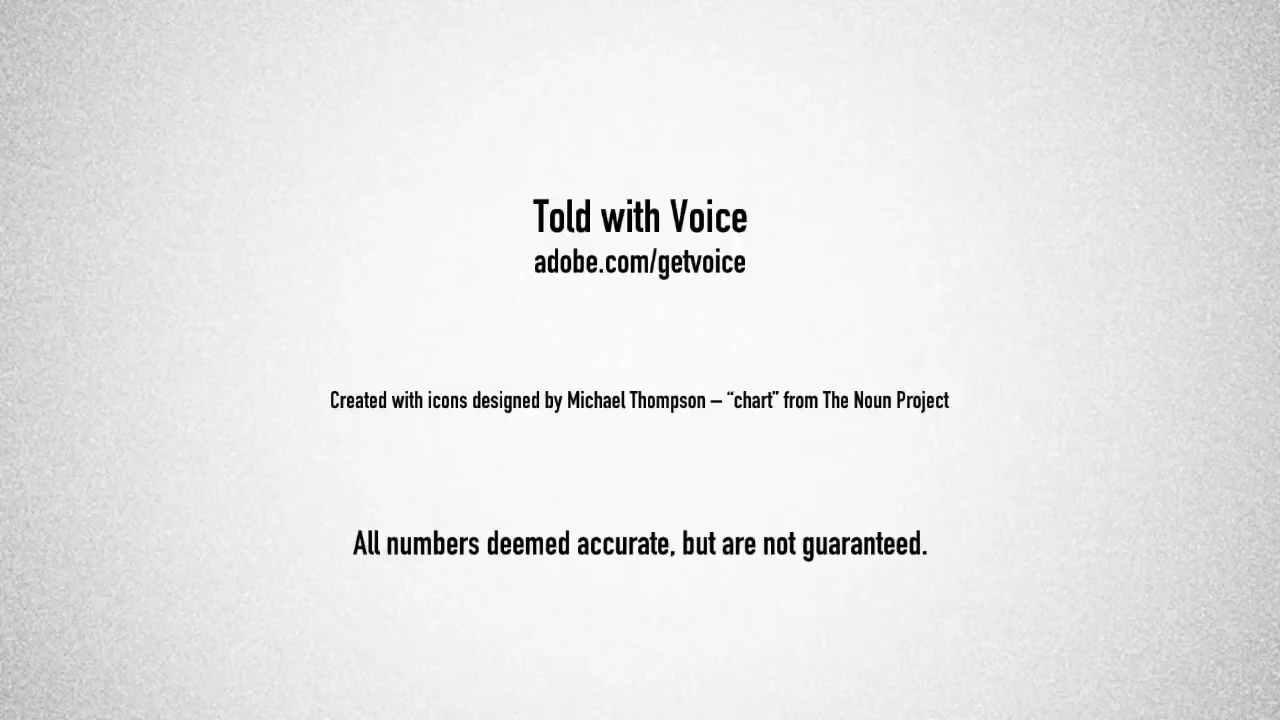 Told with Voice
adobe.com/getvoice
Created with icons designed by Michael Thompson – “chart” from The Noun Project
All numbers deemed accurate, but are not guaranteed.